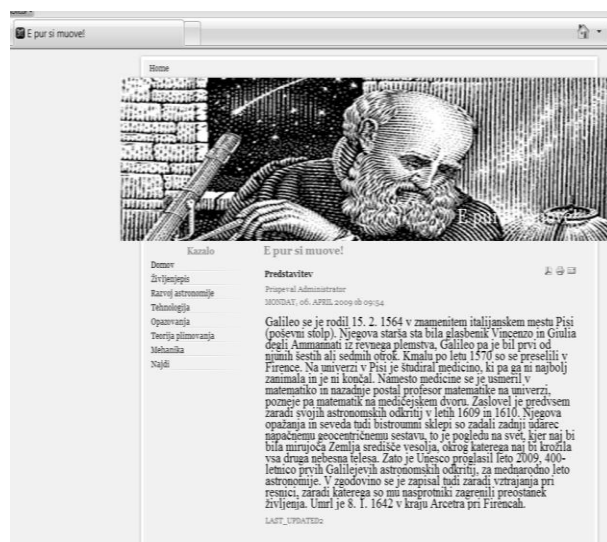 E pur si muove!
Home
E pur si muove!
Kazalo
Domov
Življenjepis
Razvoj astronomije
Tehnologija
Opazovanja
Teorija plimovanja
Mehanika
Najdi
E pur si muove!
Predstavitev
Prispeval Administrator
MONDAY, 06. APRIL 2009 ob 09:54
Galileo se je rodil 15. 2. 1564 v znamenitem italijanskem mestu Pisi
(poševni stolp). Njegova starša sta bila glasbenik Vincenzo in Giulia
degli Ammannati iz revnega plemstva, Galileo pa je bil prvi od
njunih šestih ali sedmih otrok. Kmalu po letu 1570 so se preselili v
Firence. Na univerzi v Pisi je študiral medicino, ki pa ga ni najbolj
zanimala in je ni končal. Namesto medicine se je usmeril v
matematiko in nazadnje postal profesor matematike na univerzi,
pozneje pa matematik na medičejskem dvoru. Zaslovel je predvsem
zaradi svojih astronomskih odkritij v letih 1609 in 1610. Njegova
opažanja in seveda tudi bistroumni sklepi so zadali zadnji udarec
napačnemu geocentričnemu sestavu, to je pogledu na svet, kjer naj bi
bila mirujoča Zemlja središče vesolja, okrog katerega naj bi krožila
vsa druga nebesna telesa. Zato je Unesco proglasil leto 2009, 400-
letnico prvih Galilejevih astronomskih odkritij, za mednarodno leto
astronomije. V zgodovino se je zapisal tudi zaradi vztrajanja pri
resnici, zaradi katerega so mu nasprotniki zagrenili preostanek
življenja. Umrl je 8. 1. 1642 v kraju Arcetra pri Firencah.
LAST_UPDATED2